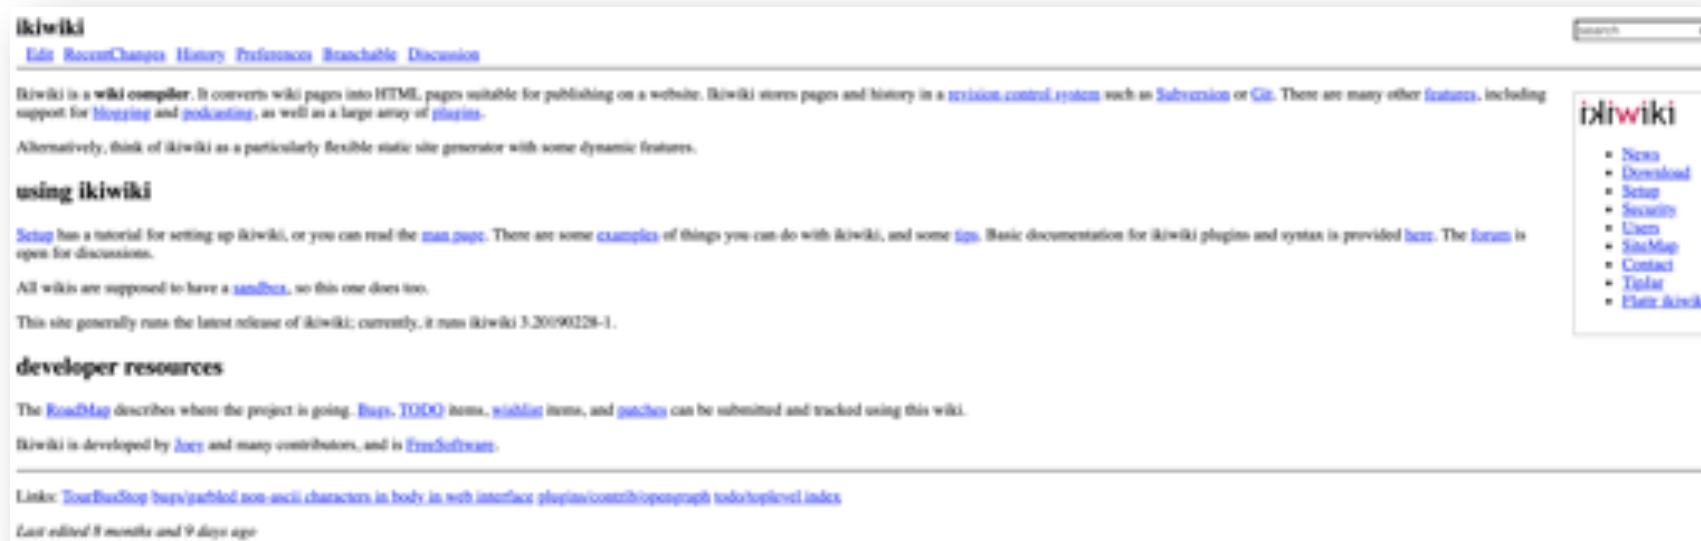 ikiwiki
search
Edit RecentChanges History Preferences Branchable Discussion
Ikiwiki is a wiki compiler. It converts wiki pages into HTML pages suitable for publishing on a website. Ikiwiki stores pages and history in a revision control system such as Subversion or Git. There are many other features, including
support for blogging and podcasting, as well as a large array of plugins.
Alternatively, think of ikiwiki as a particularly flexible static site generator with some dynamic features.
using ikiwiki
Setup has a tutorial for setting up ikiwiki, or you can read the man page. There are some examples of things you can do with ikiwiki, and some tips. Basic documentation for ikiwiki plugins and syntax is provided here. The forum is
open for discussions.
All wikis are supposed to have a sandbox, so this one does too.
This site generally runs the latest release of ikiwiki; currently, it runs ikiwiki 3.20190228-1.
developer resources
The RoadMap describes where the project is going. Bugs, TODO items, wishlist items, and patches can be submitted and tracked using this wiki.
Ikiwiki is developed by Joey and many contributors, and is FreeSoftware.
Links: TourBusStop bugs/garbled non-ascii characters in body in web interface plugins/contrib/opengraph todo/toplevel index
Last edited 8 months and 9 days ago
ikiwiki
News
Download
Setup
Security
Users
SiteMap
Contact
TipJar
Flattr ikiwik